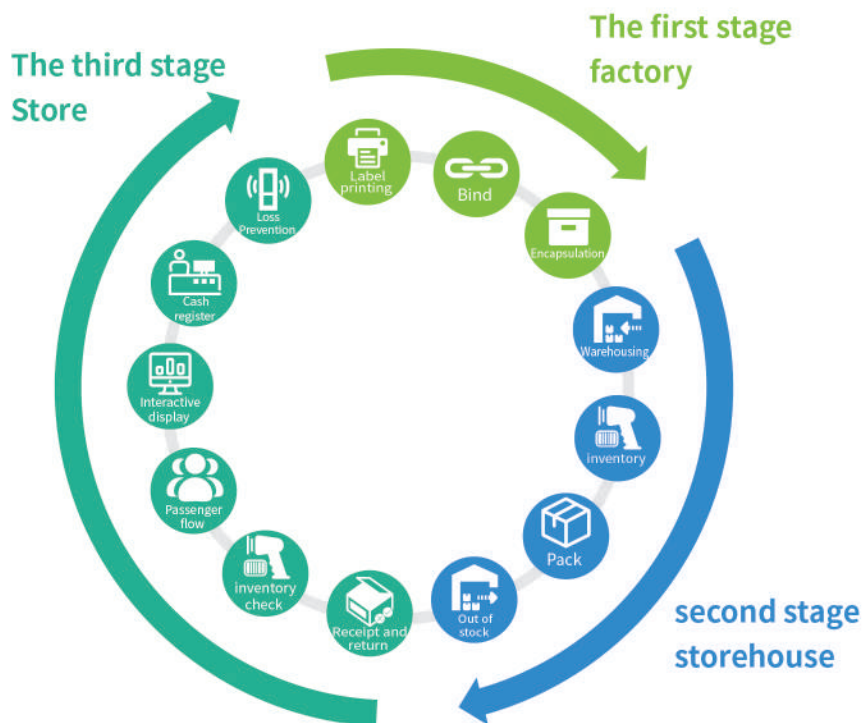 The first stage
factory
The third stage
Store
Label
printing
Bind
Encapsulation
Warehousing
inventory
Pack
Out of
stock
second stage
storehouse
Receipt and
return
inventory
check
Passenger
flow
Interactive
display
Cash
register
Loss
Prevention